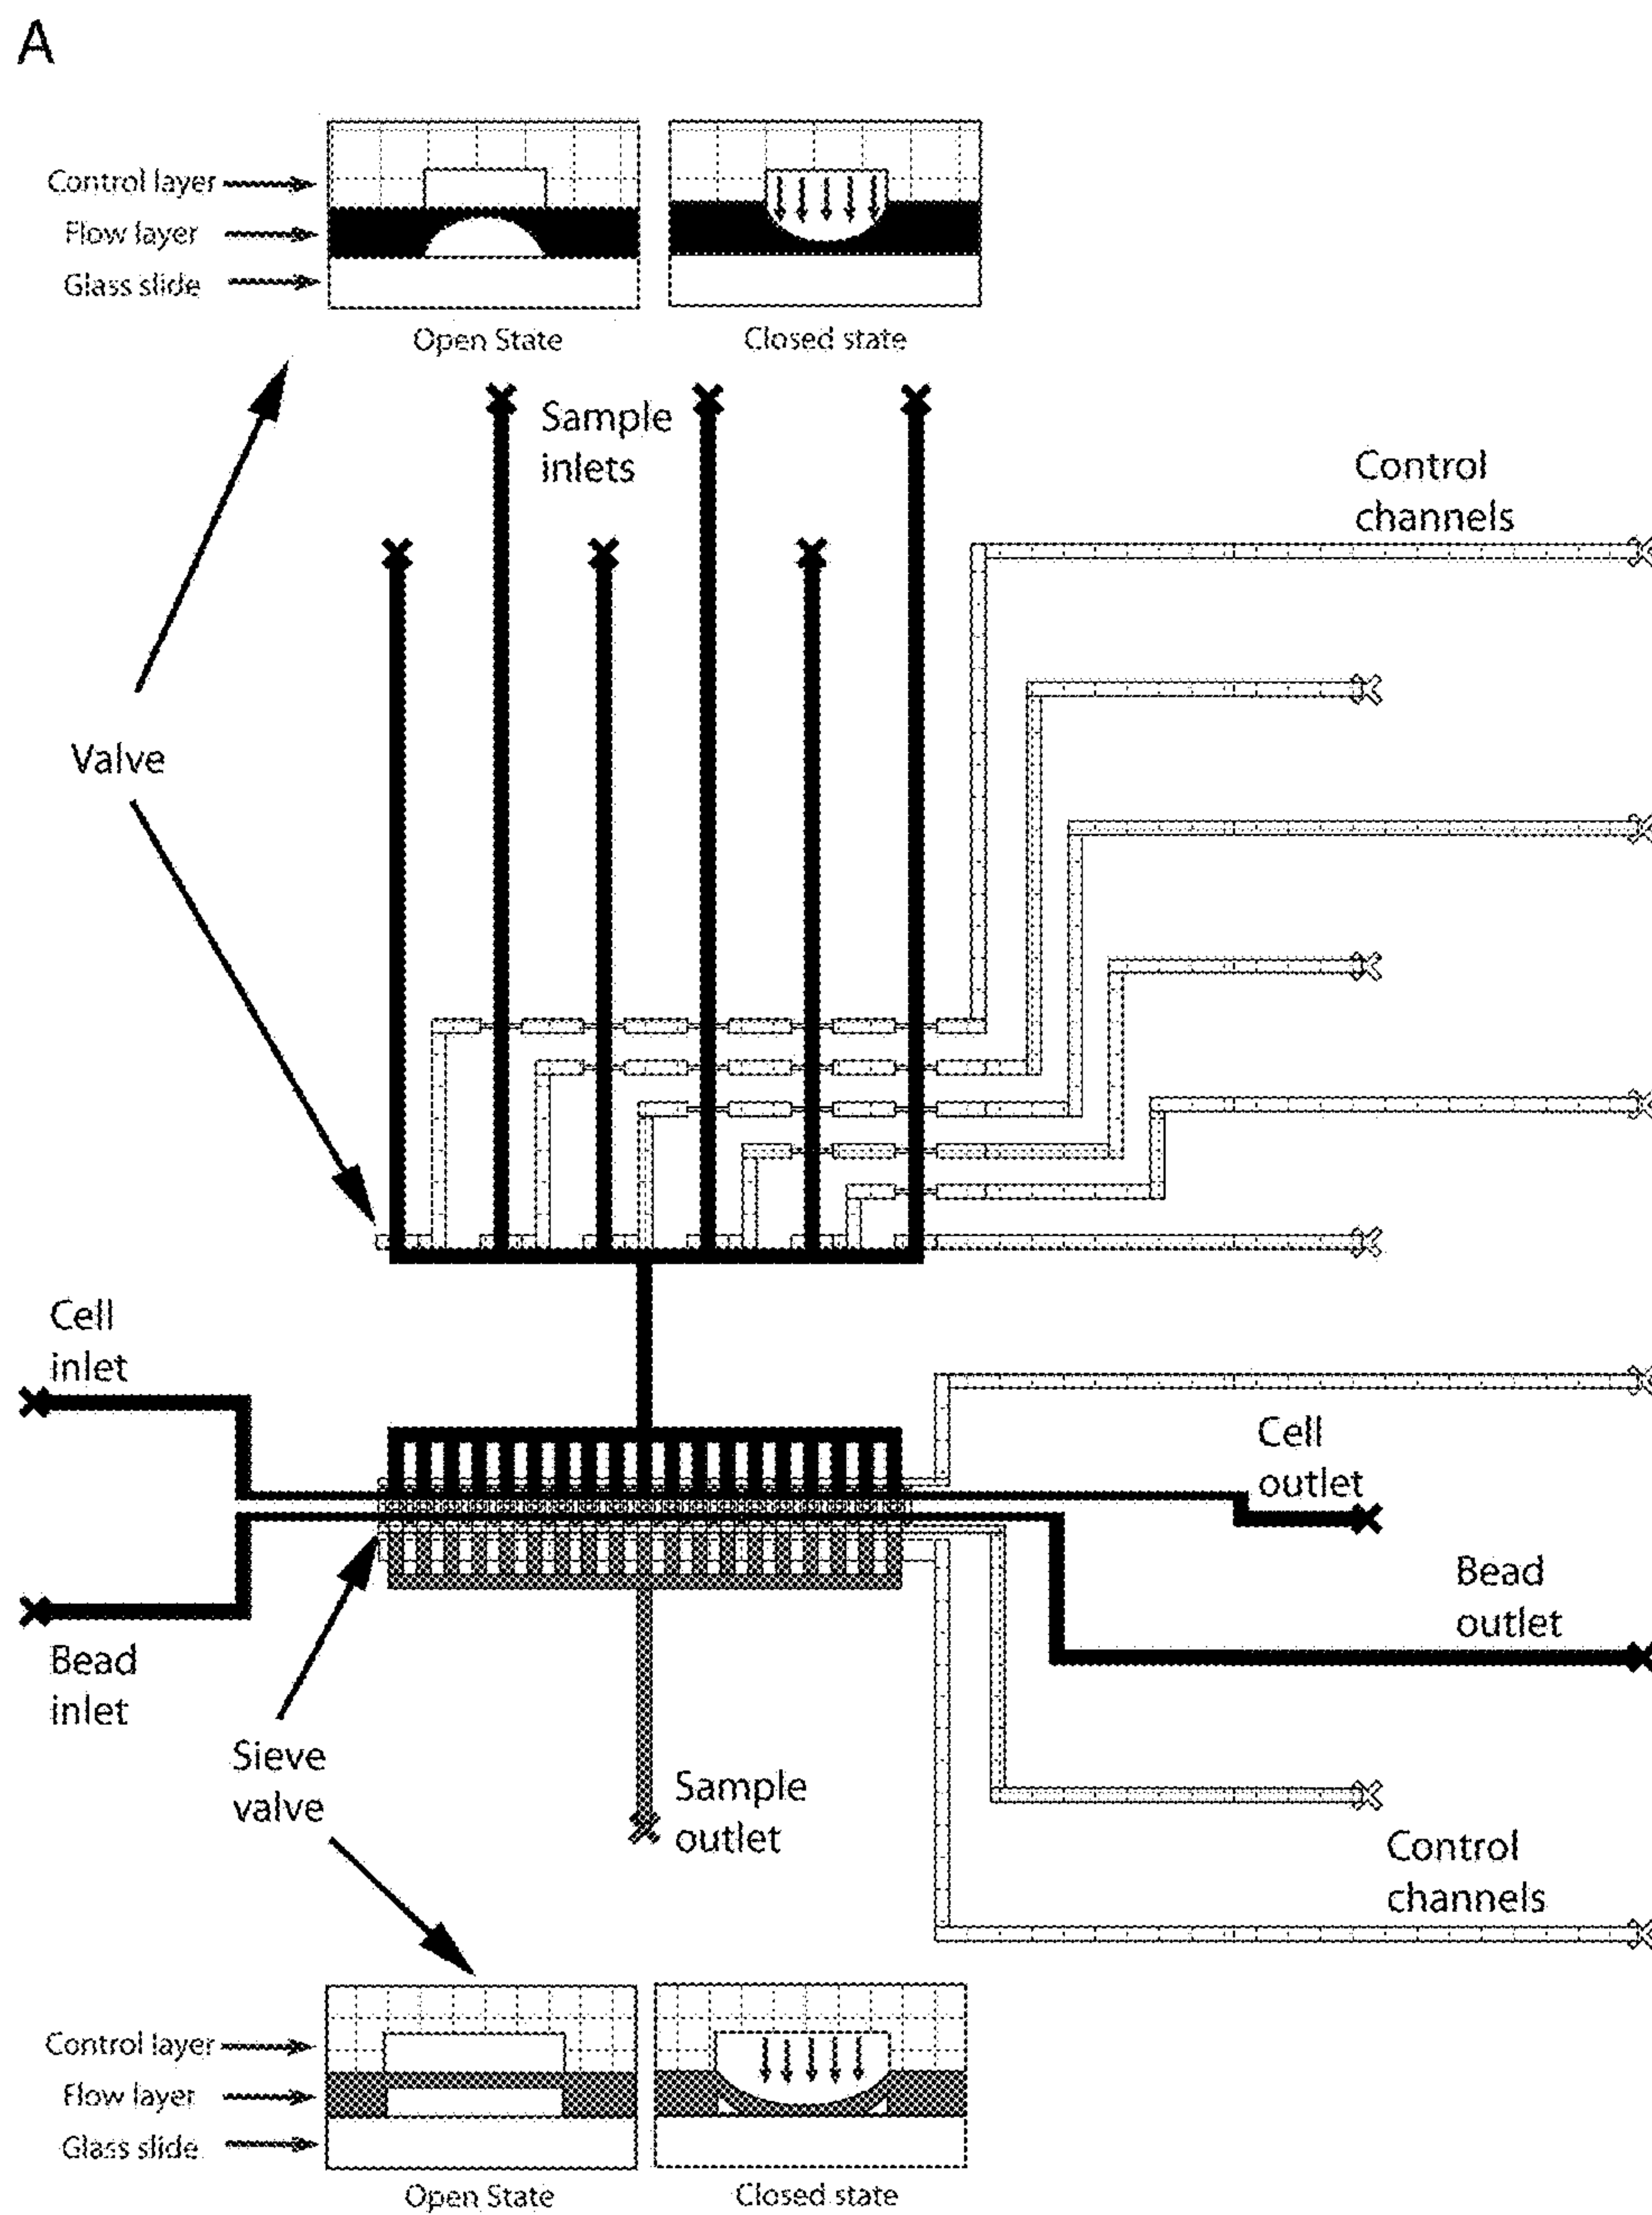 A
Control layer
Flow layer
Glass slide
Open State
Closed state
Sample
inlets
Control
channels
Valve
Cell
inlet
Cell
outlet
Bead
outlet
Bead
inlet
Sieve
valve
Sample
outlet
Control
channels
Control layer
Flow layer
Glass slide
Open State
Closed state